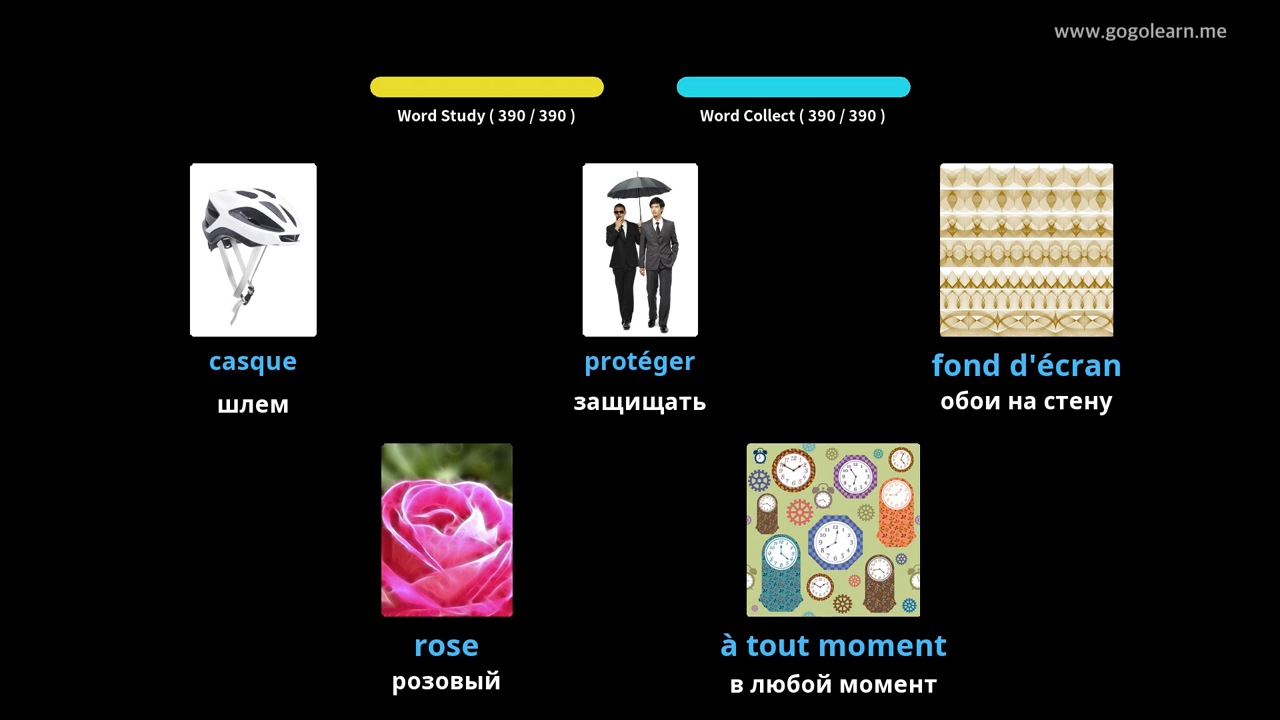 www.gogolearn.me
Word Study ( 390 / 390 )
Word Collect ( 390 / 390 )
casque
protéger
fond d'écran
шлем
защищать
обои на стену
rose
à tout moment
розовый
в любой момент